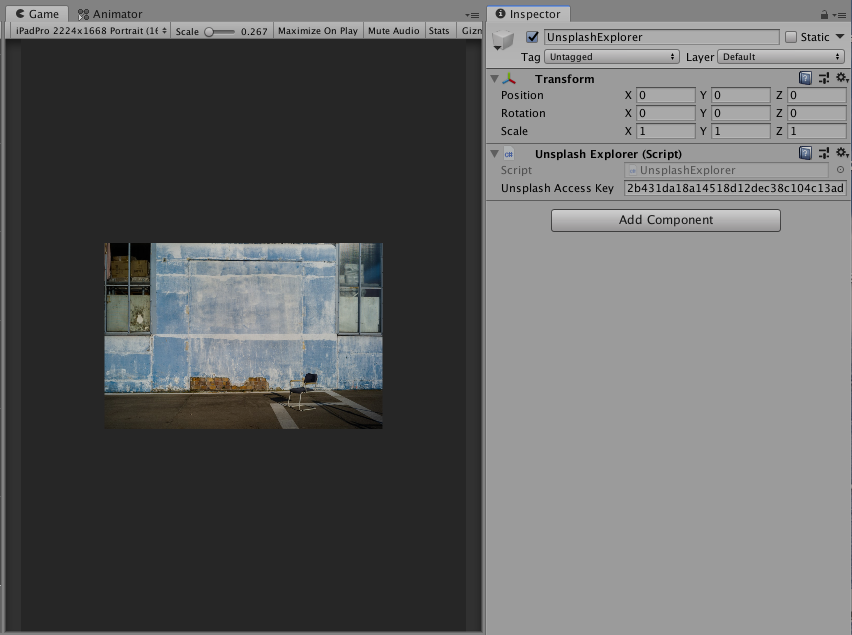 Game
Animator
iPadPro 2224x1668 Portrait (16
Scale
0.267
Maximize On Play
Mute Audio
Stats
Gizm
Inspector
UnsplashExplorer
Static
Tag
Untagged
Layer
Default
Transform
Position X 0 Y 0 Z 0
Rotation X 0 Y 0 Z 0
Scale X 1 Y 1 Z 1
C#
Unsplash Explorer (Script)
Script
UnsplashExplorer
Unsplash Access Key
2b431da18a14518d12dec38c104c13ad
Add Component